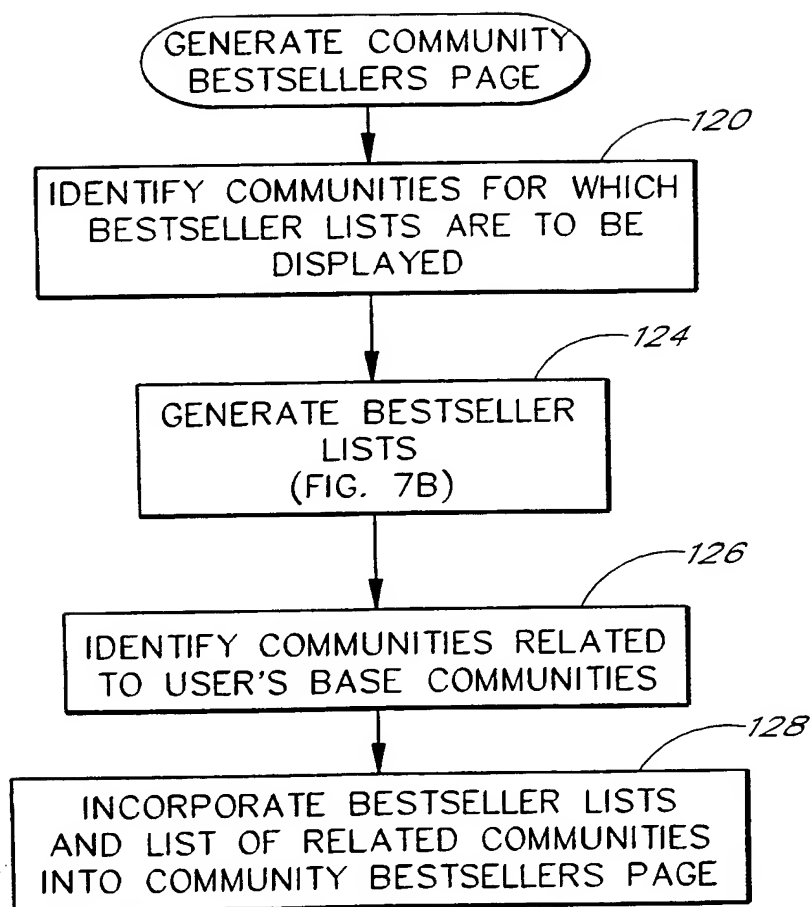 GENERATE COMMUNITY
BESTSELLERS PAGE
120
IDENTIFY COMMUNITIES FOR WHICH
BESTSELLER LISTS ARE TO BE
DISPLAYED
124
GENERATE BESTSELLER
LISTS
(FIG. 7B)
126
IDENTIFY COMMUNITIES RELATED
TO USER'S BASE COMMUNITIES
128
INCORPORATE BESTSELLER LISTS
AND LIST OF RELATED COMMUNITIES
INTO COMMUNITY BESTSELLERS PAGE